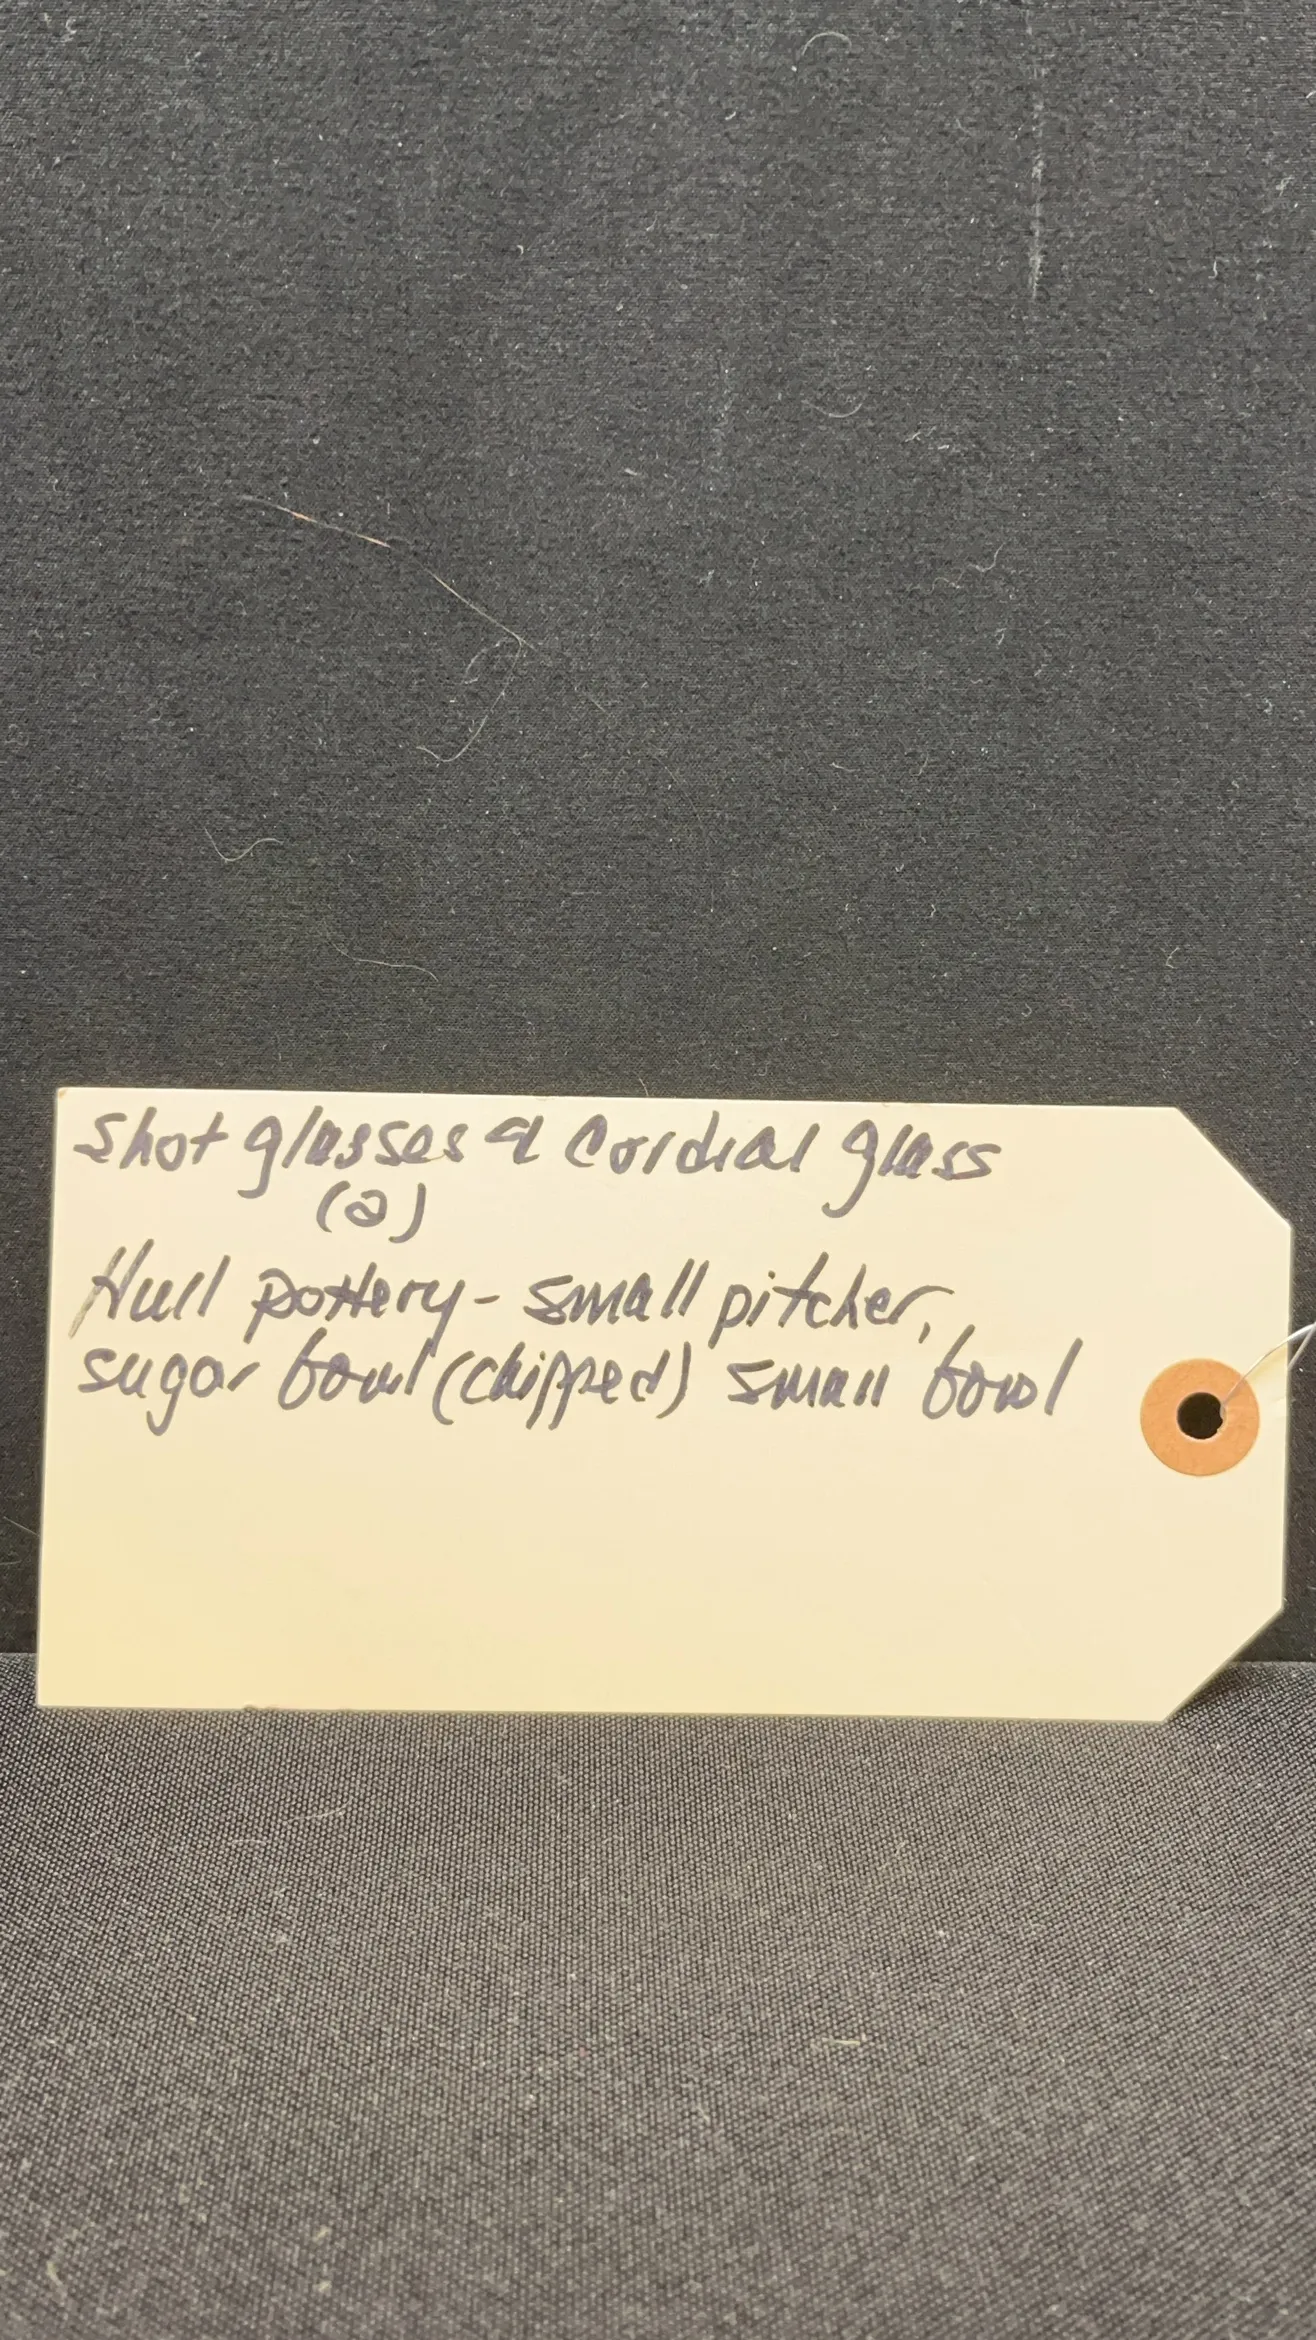 Shot glasses & Cordial glass
(2)
Hull pottery - small pitcher,
sugar bowl (chipped) small bowl